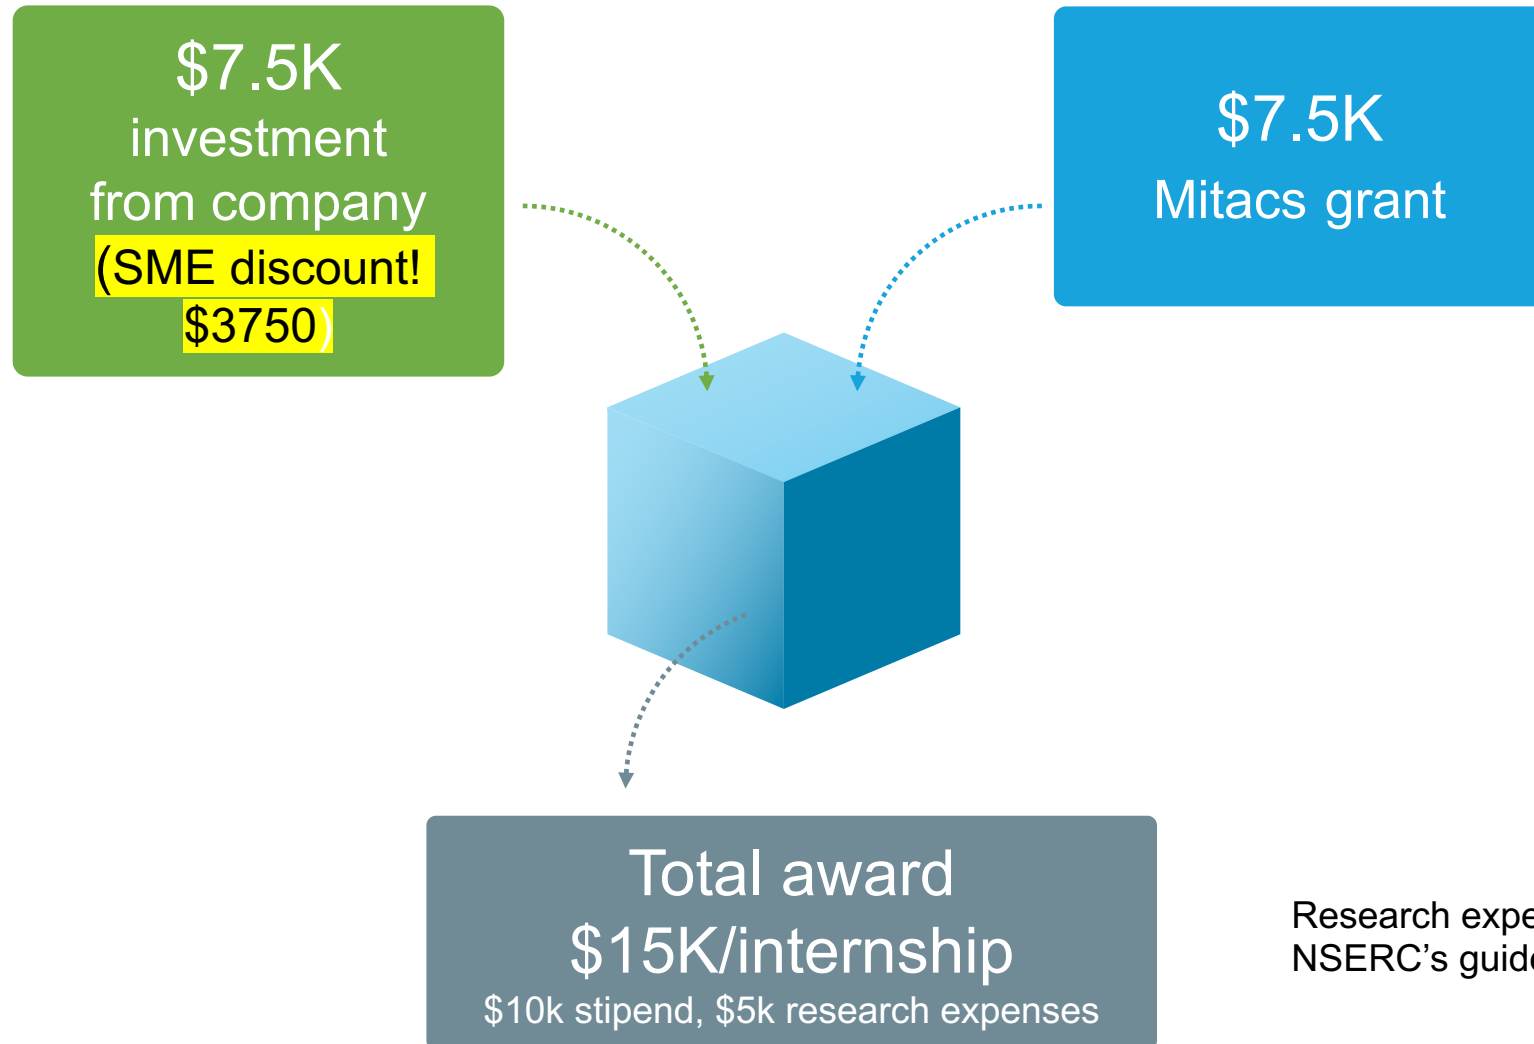 $7.5K
investment
from company
(SME discount!
$3750)
$7.5K
Mitacs grant
Total award
$15K/internship
$10k stipend, $5k research expenses
Research
NSERC's